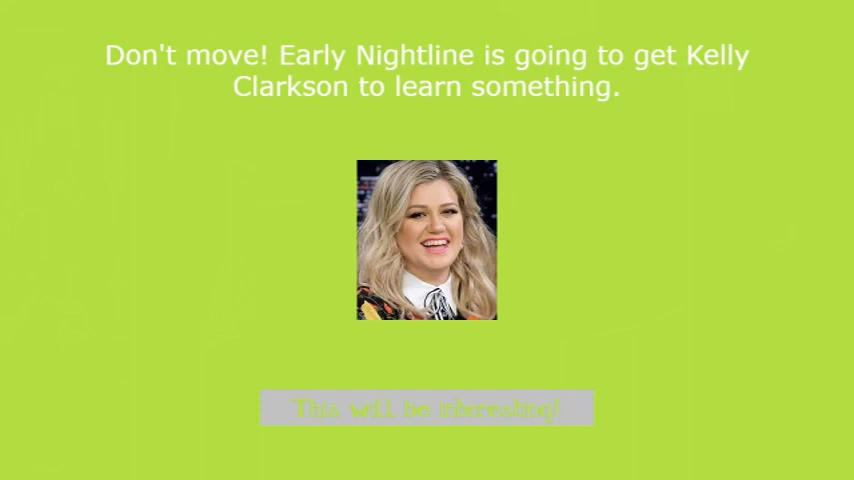 Don't move! Early Nightline is going to get Kelly
Clarkson to learn something.
This will be interesting!